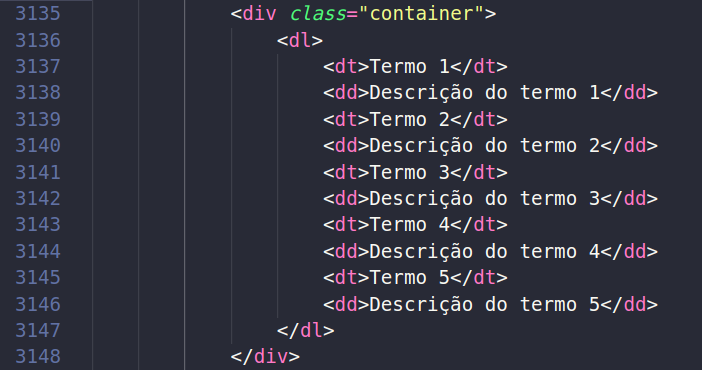 3135 <div class="container">
3136 <dl>
3137 <dt>Termo 1</dt>
3138 <dd>Descrição do termo 1</dd>
3139 <dt>Termo 2</dt>
3140 <dd>Descrição do termo 2</dd>
3141 <dt>Termo 3</dt>
3142 <dd>Descrição do termo 3</dd>
3143 <dt>Termo 4</dt>
3144 <dd>Descrição do termo 4</dd>
3145 <dt>Termo 5</dt>
3146 <dd>Descrição do termo 5</dd>
3147 </dl>
3148 </div>